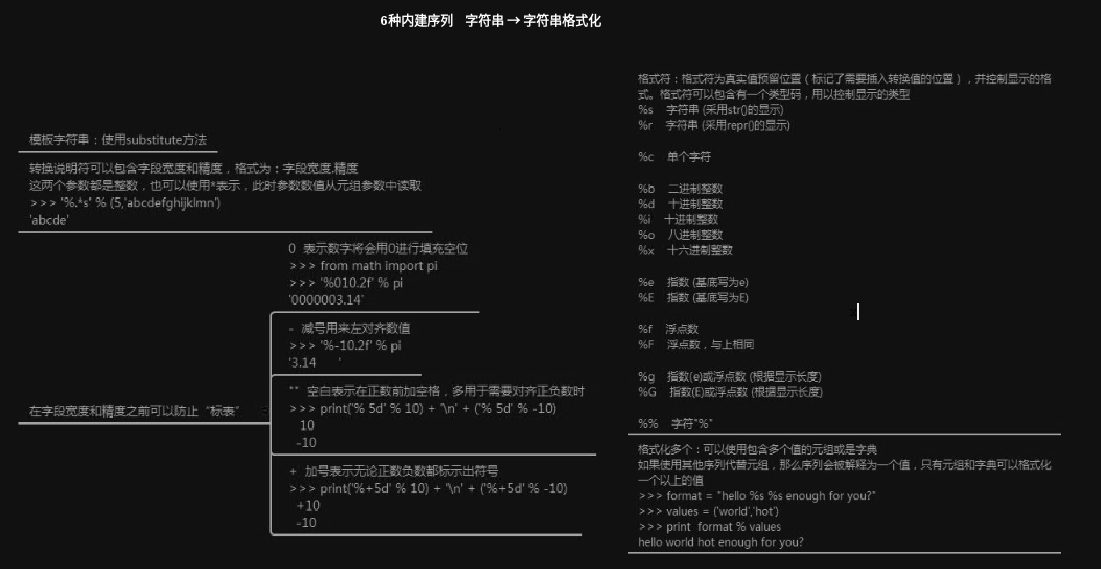 6种内建序列 字符串 → 字符串格式化
模板字符串：使用substitute方法
转换说明符可以包含字段宽度和精度，格式为：字段宽度.精度
这两个参数都是整数，也可以使用*表示，此时参数数值从元组参数中读取
>>> '%.*s' % (5,'abcdefghijklmn')
'abcde'
在字段宽度和精度之前可以防止“标表”
0 表示数字将会用0进行填充空位
>>> from math import pi
>>> '%010.2f' % pi
'0000003.14'
- 减号用来左对齐数值
>>> '%-10.2f' % pi
'3.14      '
"" 空白表示在正数前加空格，多用于需要对齐正负数时
>>> print('% 5d' % 10) + '\n' + ('% 5d' % -10)
10
-10
+ 加号表示无论正数负数都标示出符号
>>> print('%+5d' % 10) + '\n' + ('%+5d' % -10)
+10
-10
格式符：格式符为真实值预留位置（标记了需要插入转换值的位置），并控制显示的格
式。格式符可以包含有一个类型码，用以控制显示的类型
%s 字符串 (采用str()的显示)
%r 字符串 (采用repr()的显示)
%c 单个字符
%b 二进制整数
%d 十进制整数
%i 十进制整数
%o 八进制整数
%x 十六进制整数
%e 指数 (基底写为e)
%E 指数 (基底写为E)
%f 浮点数
%F 浮点数，与上相同
%g 指数(e)或浮点数 (根据显示长度)
%G 指数(E)或浮点数 (根据显示长度)
%% 字符"%"
格式化多个：可以使用包含多个值的元组或是字典
如果使用其他序列代替元组，那么序列会被解释为一个值，只有元组和字典可以格式化
一个以上的值
>>> format = "hello %s %s enough for you?"
>>> values = ('world','hot')
>>> print format % values
hello world hot enough for you?